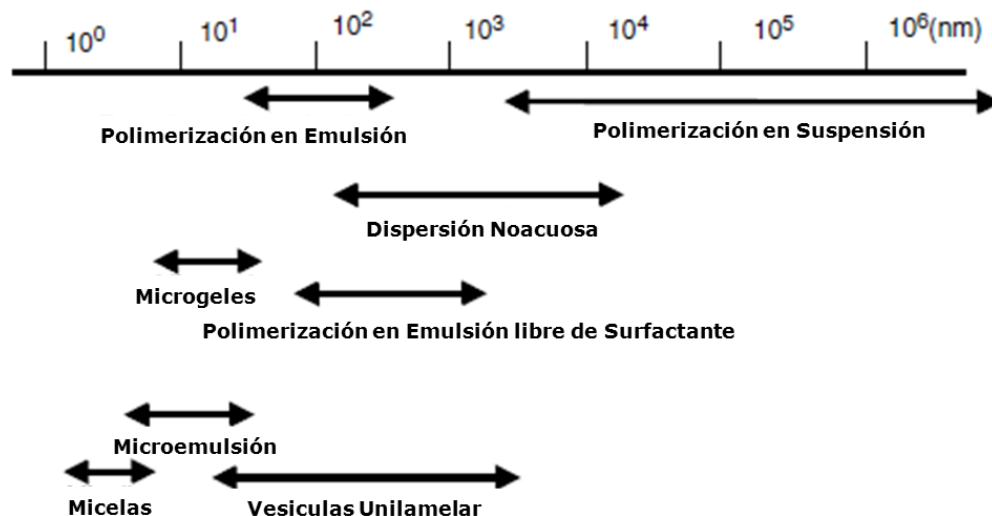 10⁰ 10¹ 10² 10³ 10⁴ 10⁵ 10⁶(nm)
Polimerización en Emulsión
Polimerización en Suspensión
Dispersión Noacuosa
Microgeles
Polimerización en Emulsión libre de Surfactante
Microemulsión
Micelas
Vesiculas Unilamelar